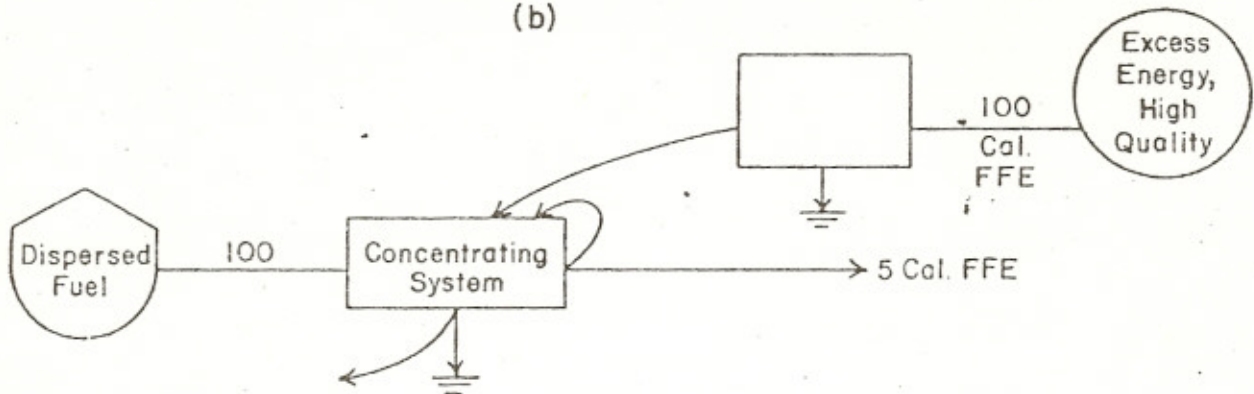 (b)
Excess
Energy,
High
Quality
100
Cal.
FFE
Dispersed
Fuel
100
Concentrating
System
5 Cal. FFE